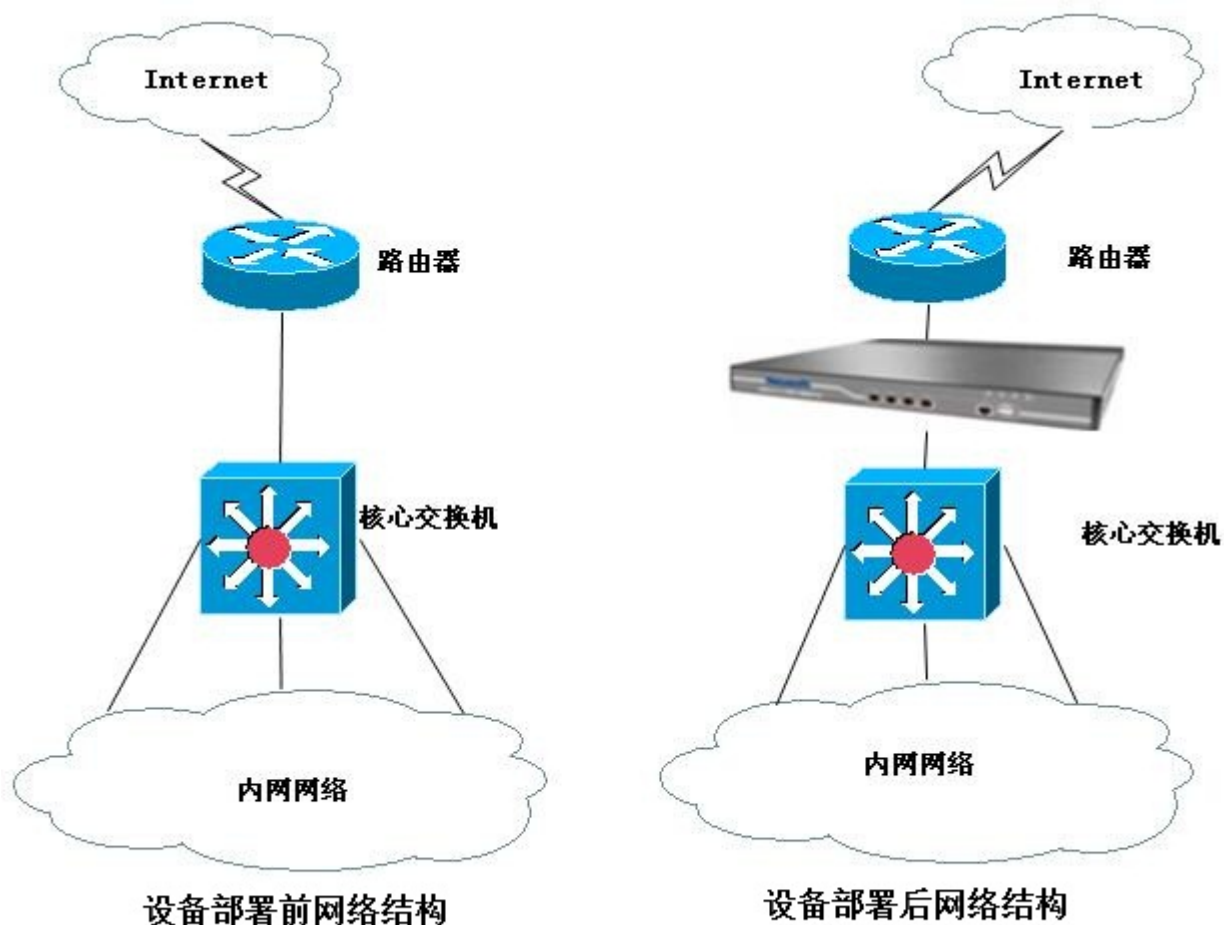 Internet
Internet
路由器
路由器
核心交换机
核心交换机
内网网络
内网网络
设备部署前网络结构
设备部署后网络结构